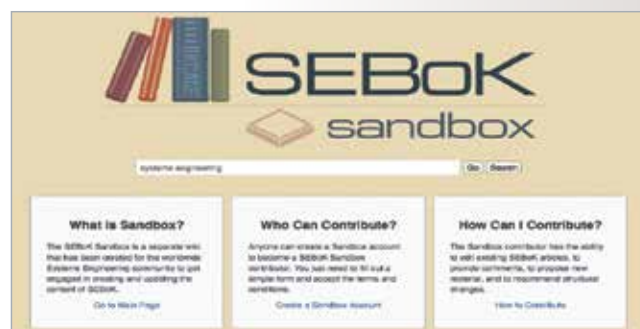 SEBoK
sandbox
systems engineering
Go Search
What is Sandbox?
The SEBoK Sandbox is a separate wiki
that has been created for the worldwide
Systems Engineering community to get
engaged in creating and updating the
content of SEBoK.
Go to Main Page
Who Can Contribute?
Anyone can create a Sandbox account
to become a SEBoK Sandbox
contributor. You just need to fill out a
simple form and accept the terms and
conditions.
Create a Sandbox Account
How Can I Contribute?
The Sandbox contributor has the ability
to edit existing SEBoK articles, to
provide comments, to propose new
material, and to recommend structural
changes.
How to Contribute